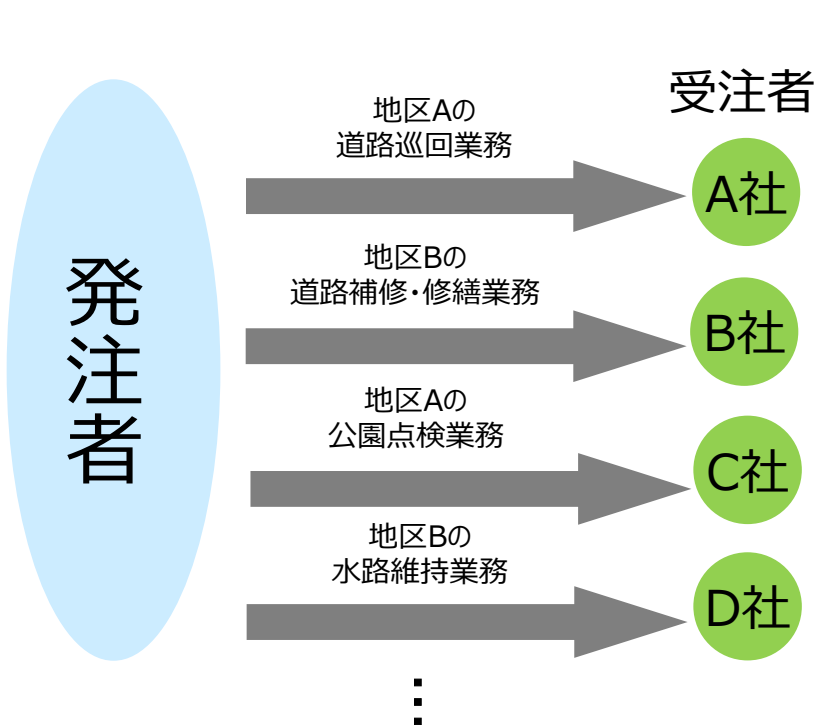 受注者
地区Aの
道路巡回業務
A社
地区Bの
道路補修・修繕業務
B社
発注者
地区Aの
公園点検業務
C社
地区Bの
水路維持業務
D社
⋮